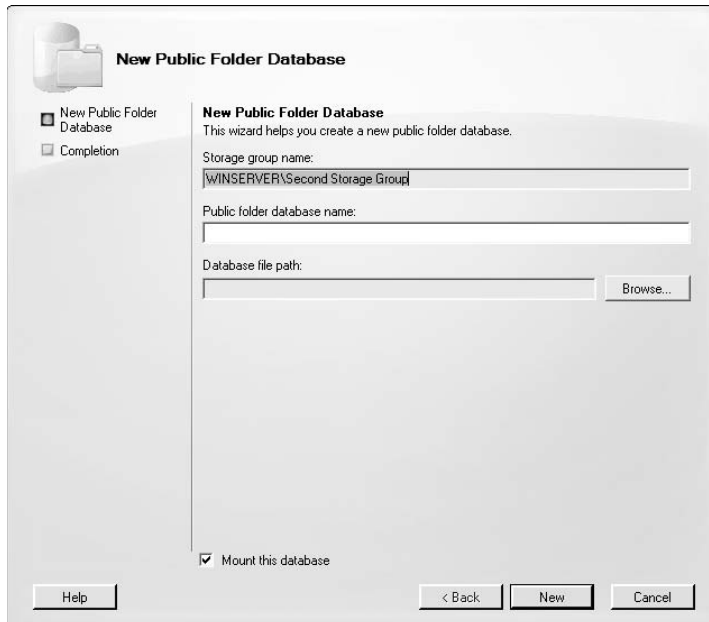 New Public Folder Database
New Public Folder
Database
Completion
New Public Folder Database
This wizard helps you create a new public folder database.
Storage group name:
WINSERVER\Second Storage Group
Public folder database name:
Database file path:
Browse...
Mount this database
Help
< Back
New
Cancel